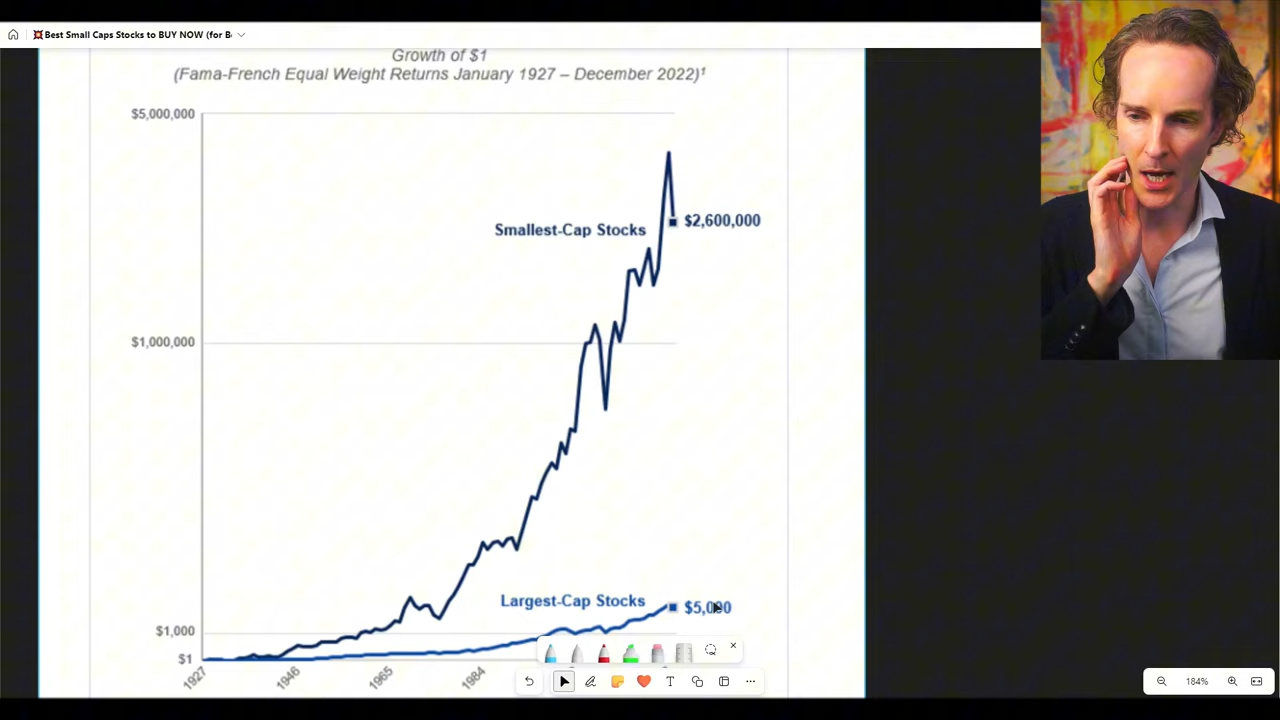 💥Best Small Caps Stocks to BUY NOW (for B
Growth of $1
(Fama-French Equal Weight Returns January 1927 – December 2022)¹
$5,000,000
$2,600,000
Smallest-Cap Stocks
$1,000,000
Largest-Cap Stocks
$5,000
$1,000
$1
1927
1946
1965
1984
T
184%